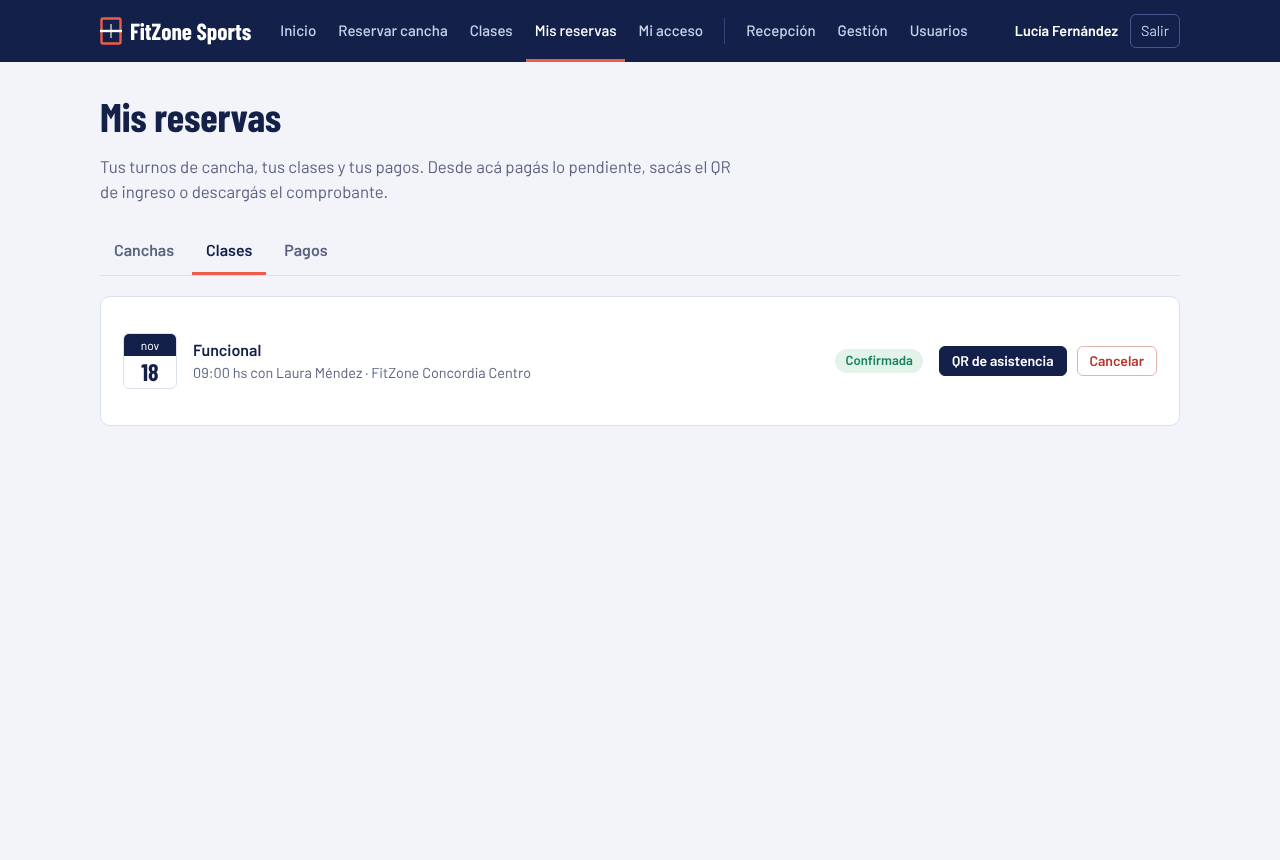 FitZone Sports
Inicio
Reservar cancha
Clases
Mis reservas
Mi acceso
Recepción
Gestión
Usuarios
Lucía Fernández
Salir
Mis reservas
Tus turnos de cancha, tus clases y tus pagos. Desde acá pagás lo pendiente, sacás el QR
de ingreso o descargás el comprobante.
Canchas
Clases
Pagos
nov
18
Funcional
09:00 hs con Laura Méndez · FitZone Concordia Centro
Confirmada
QR de asistencia
Cancelar